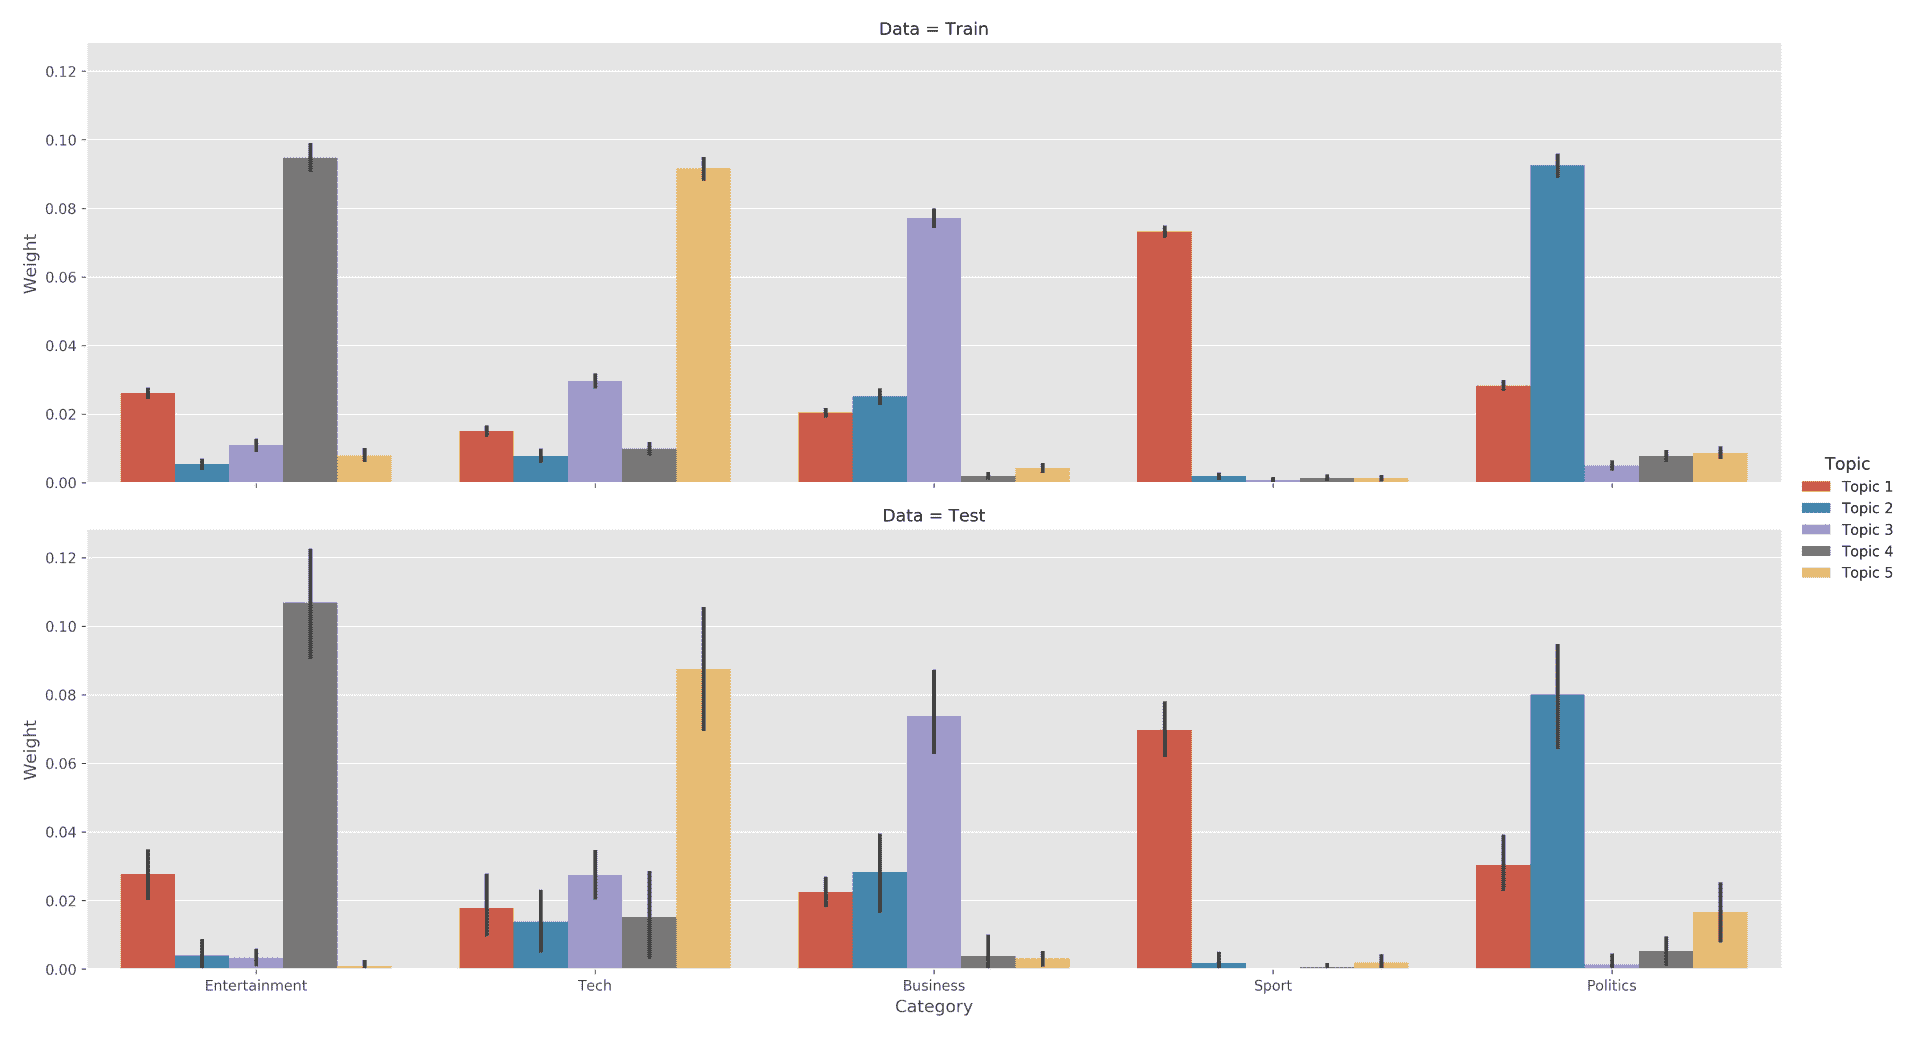 Data = Train
Weight
0.12
0.10
0.08
0.06
0.04
0.02
0.00
Data = Test
Weight
0.12
0.10
0.08
0.06
0.04
0.02
0.00
Entertainment Tech Business Sport Politics
Category
Topic
Topic 1
Topic 2
Topic 3
Topic 4
Topic 5